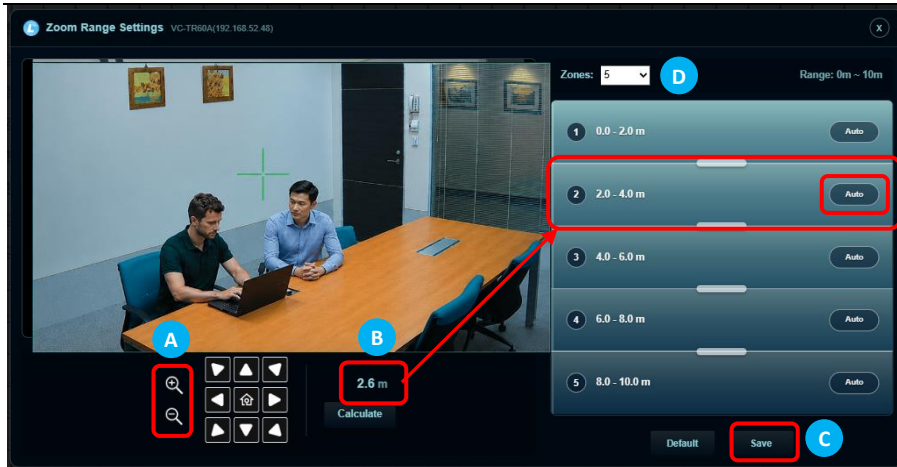 Zoom Range Settings VC-TR60A(192.168.52.48) X
Zones: 5 D Range: 0m ~ 10m
1 0.0 - 2.0 m Auto
2 2.0 - 4.0 m Auto
3 4.0 - 6.0 m Auto
4 6.0 - 8.0 m Auto
5 8.0 - 10.0 m Auto
A
B
2.6 m
Calculate
Default Save C